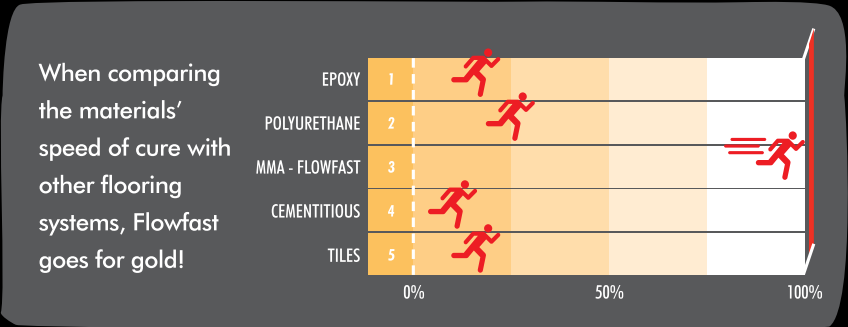 When comparing
the materials’
speed of cure with
other flooring
systems, Flowfast
goes for gold!
EPOXY 1
POLYURETHANE 2
MMA - FLOWFAST 3
CEMENTITIOUS 4
TILES 5
0% 50% 100%